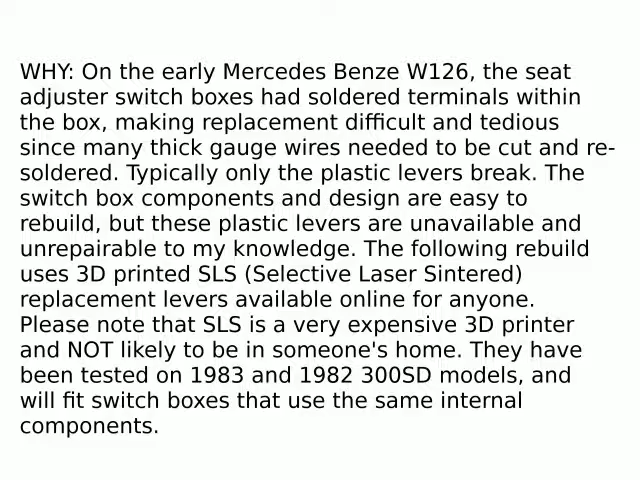 WHY: On the early Mercedes Benze W126, the seat
adjuster switch boxes had soldered terminals within
the box, making replacement difficult and tedious
since many thick gauge wires needed to be cut and re-
soldered. Typically only the plastic levers break. The
switch box components and design are easy to
rebuild, but these plastic levers are unavailable and
unrepairable to my knowledge. The following rebuild
uses 3D printed SLS (Selective Laser Sintered)
replacement levers available online for anyone.
Please note that SLS is a very expensive 3D printer
and NOT likely to be in someone's home. They have
been tested on 1983 and 1982 300SD models, and
will fit switch boxes that use the same internal
components.